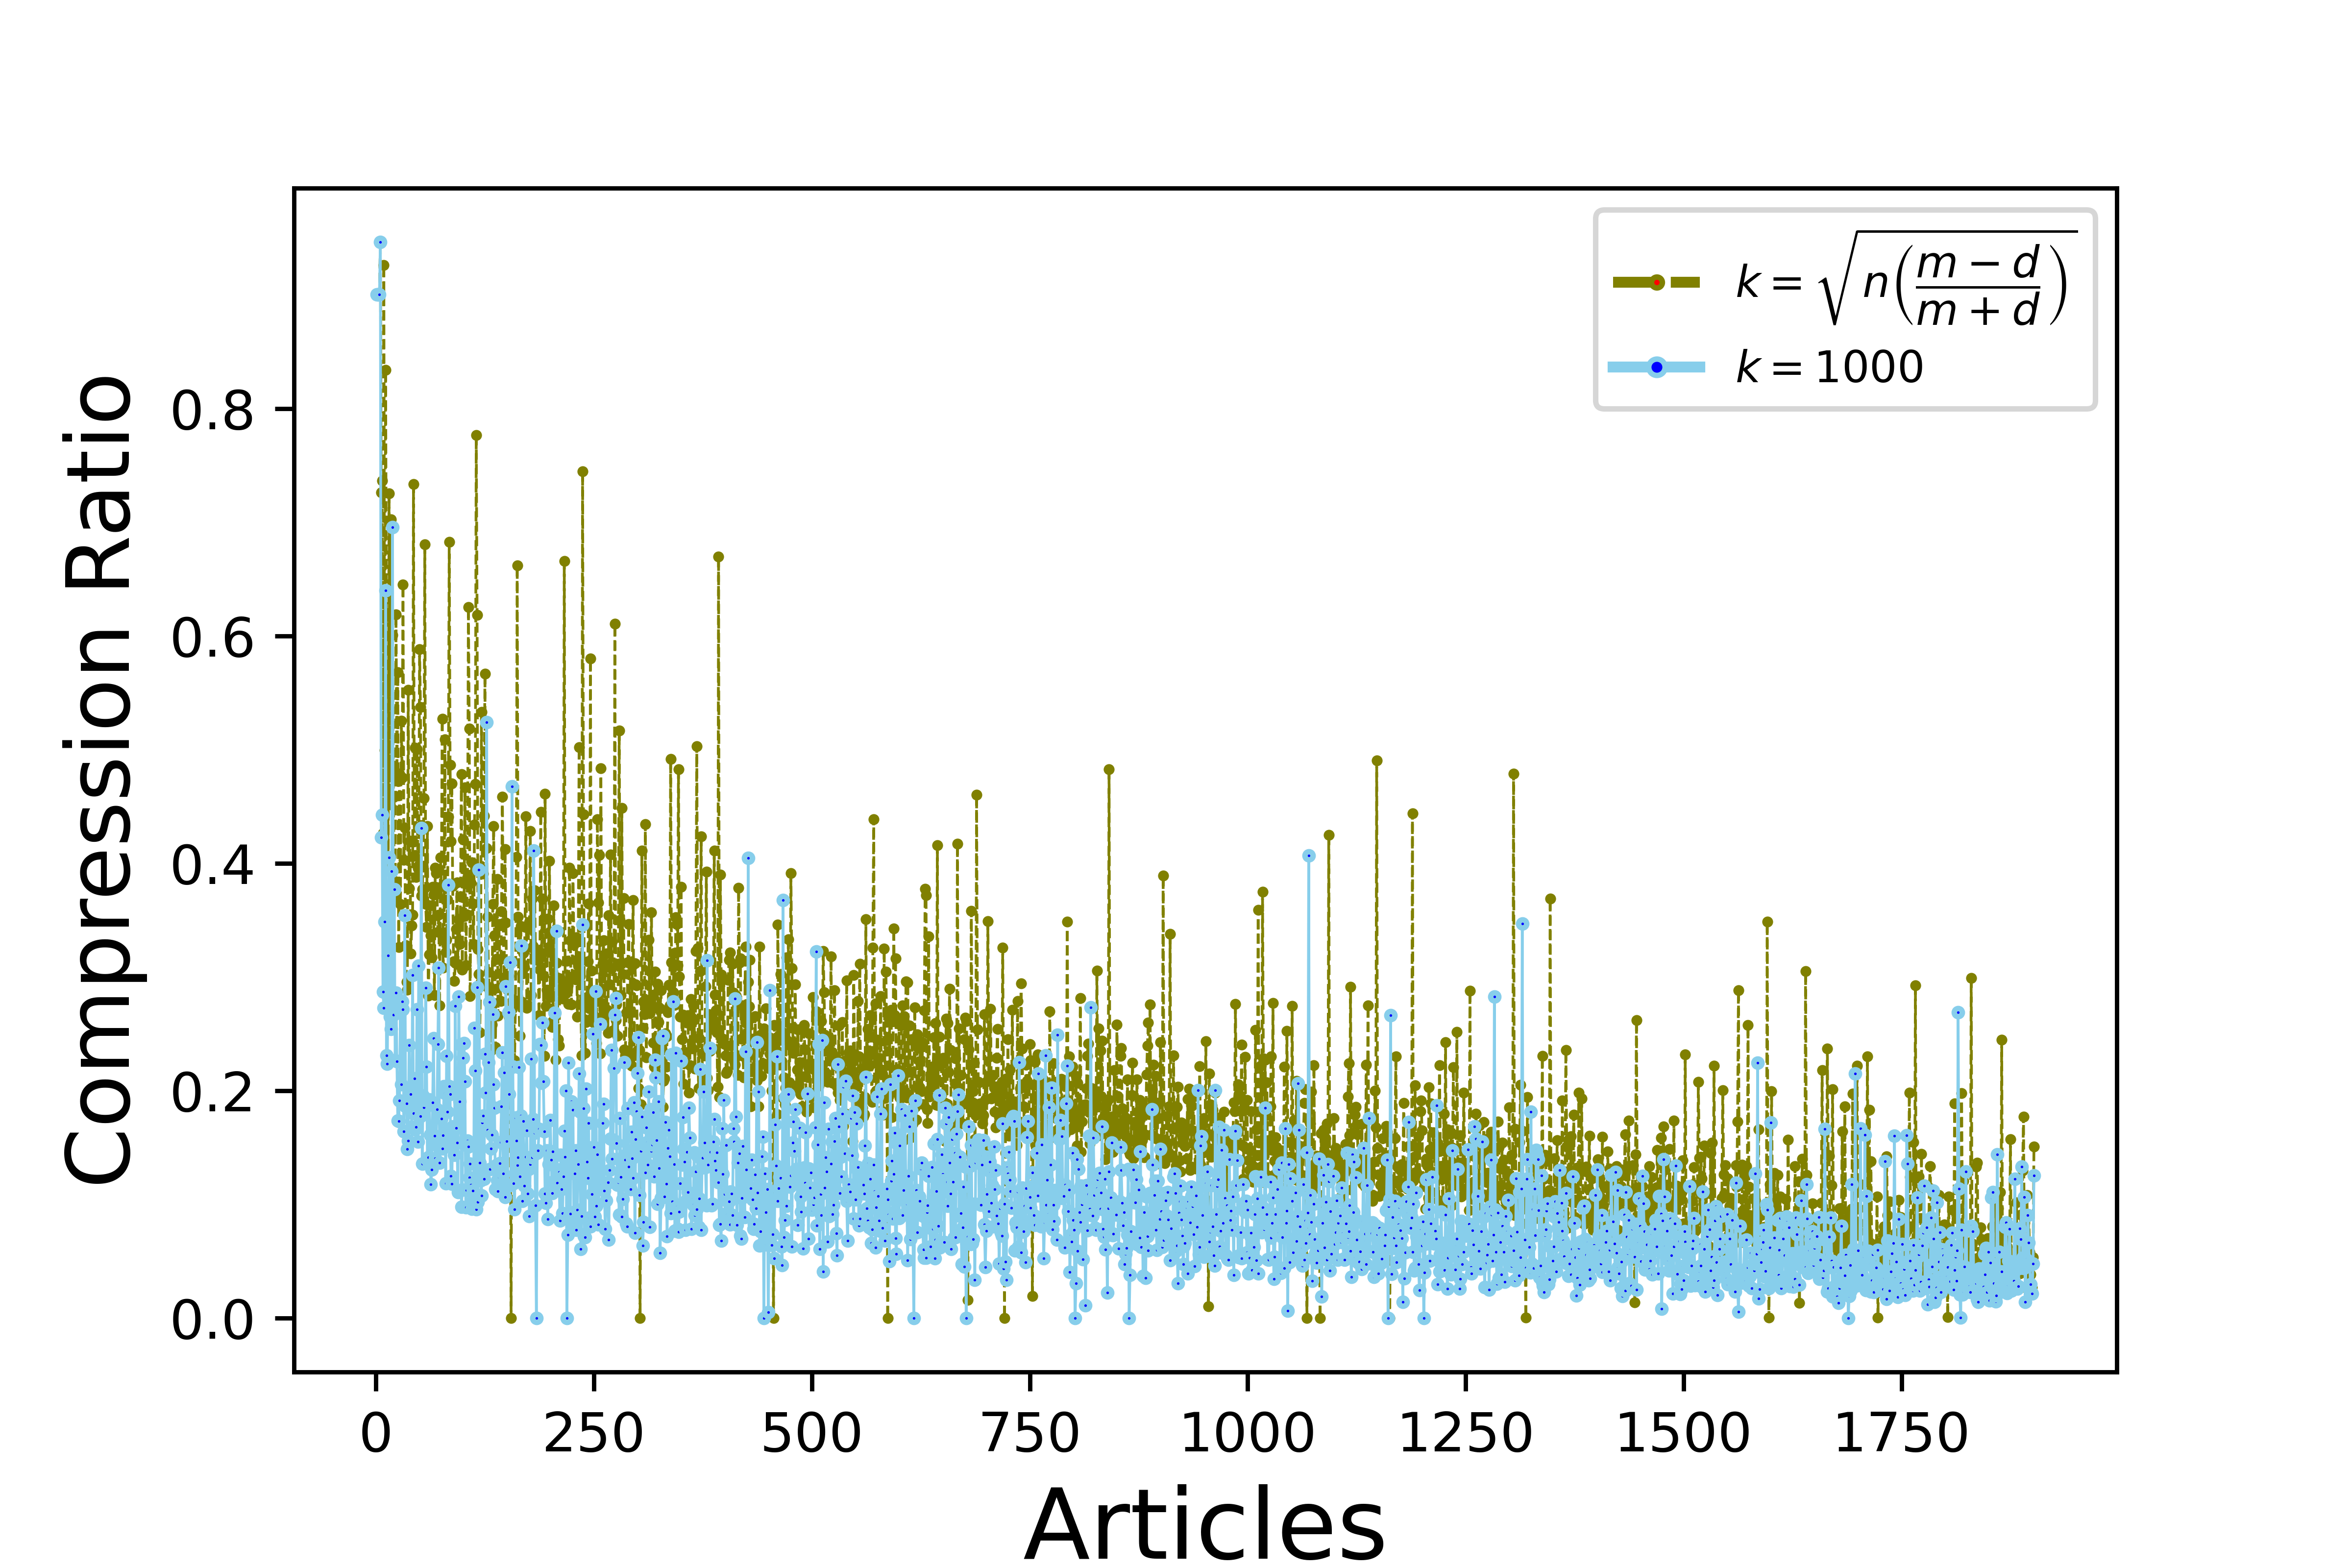 k = √n(m − d / m + d)
k = 1000
Compression Ratio
0.8
0.6
0.4
0.2
0.0
0 250 500 750 1000 1250 1500 1750
Articles